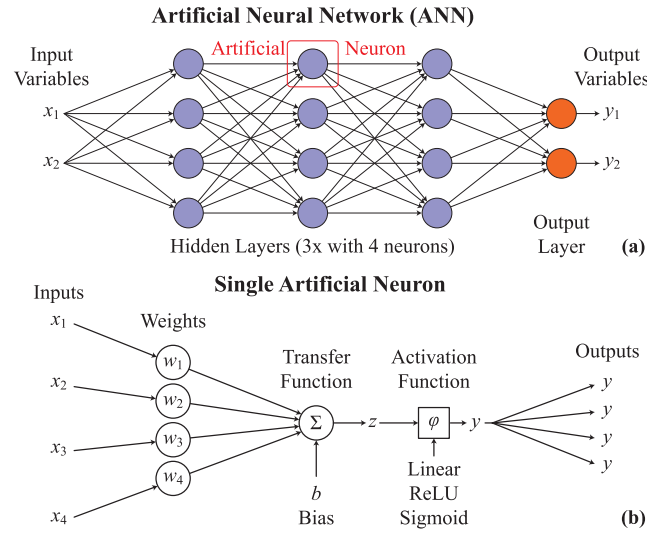 Artificial Neural Network (ANN)
Input
Variables
Artificial Neuron
Output
Variables
x₁
x₂
y₁
y₂
Hidden Layers (3x with 4 neurons)
Output
Layer
(a)
Single Artificial Neuron
Inputs
Weights
x₁
x₂
x₃
x₄
w₁
w₂
w₃
w₄
Transfer
Function
Σ
b
Bias
z
Activation
Function
φ
Linear
ReLU
Sigmoid
y
Outputs
y
y
y
y
(b)